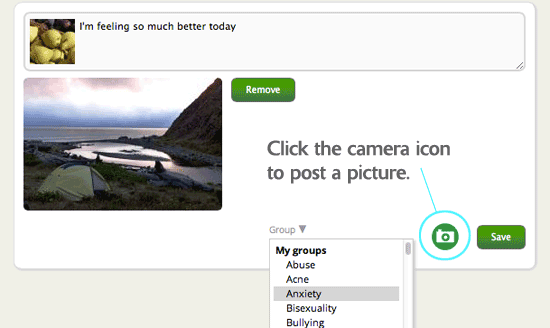 I'm feeling so much better today
Remove
Click the camera icon
to post a picture.
Group ▼
Save
My groups
Abuse
Acne
Anxiety
Bisexuality
Bullying